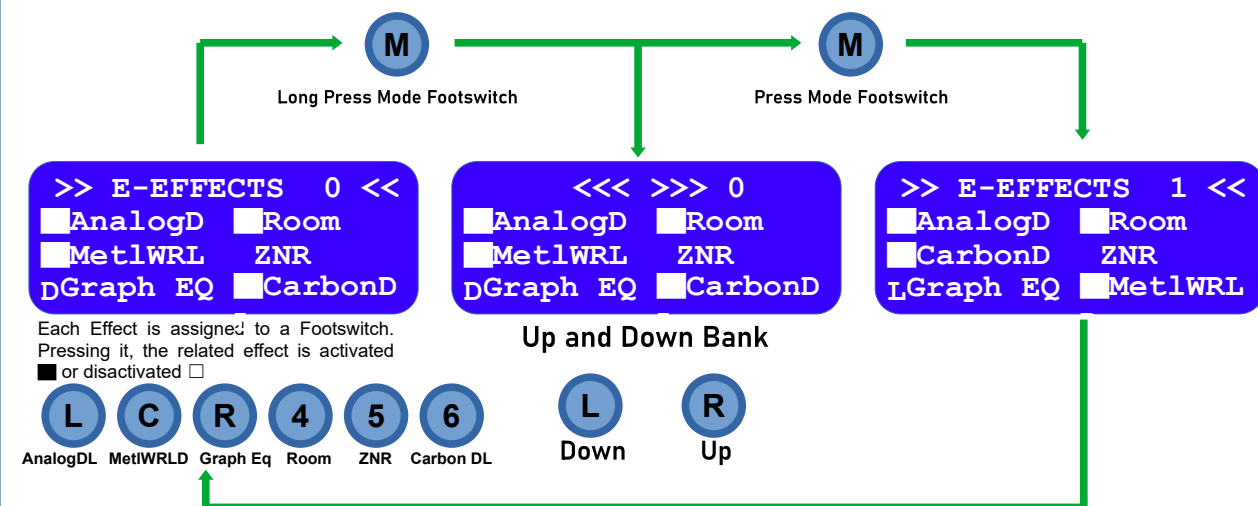 M
M
Long Press Mode Footswitch
Press Mode Footswitch
>> E-EFFECTS 0 <<
AnalogD Room
MetlWRL ZNR
DGraph EQ CarbonD
<<< >>> 0
AnalogD Room
MetlWRL ZNR
DGraph EQ CarbonD
>> E-EFFECTS 1 <<
AnalogD Room
CarbonD ZNR
LGraph EQ MetlWRL
Each Effect is assigned to a Footswitch.
Pressing it, the related effect is activated
■ or disactivated □
L C R 4 5 6
AnalogDL MetlWRLD Graph Eq Room ZNR Carbon DL
Up and Down Bank
L R
Down Up